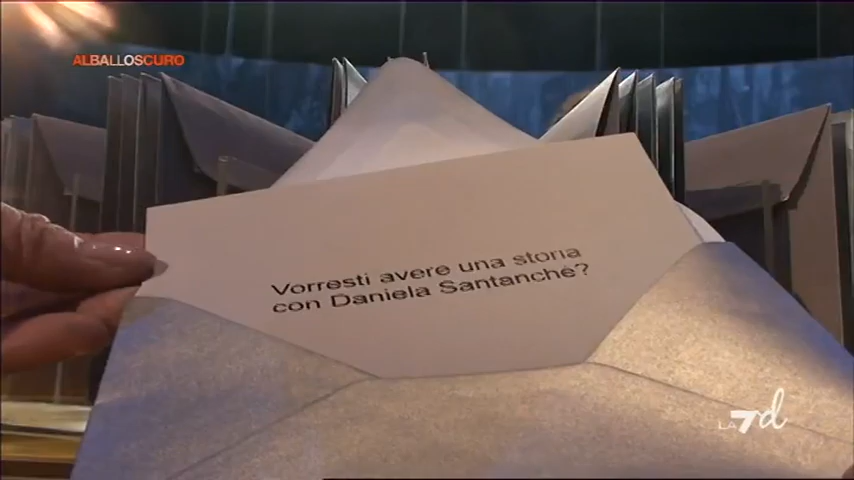 ALBALLOSCURO
Vorresti avere una storia
con Daniela Santanchè?
LA7d